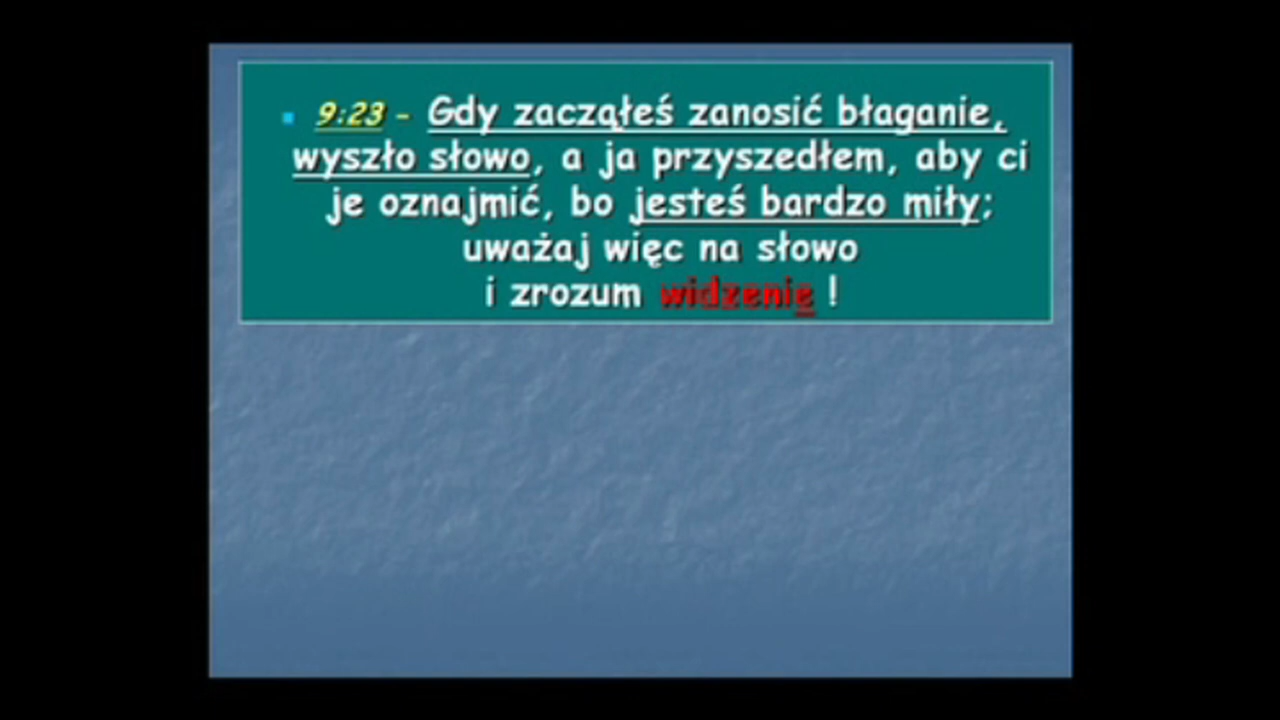 9:23 - Gdy zacząłeś zanosić błaganie,
wyszło słowo, a ja przyszedłem, aby ci
je oznajmić, bo jesteś bardzo miły;
uważaj więc na słowo
i zrozum widzenie !